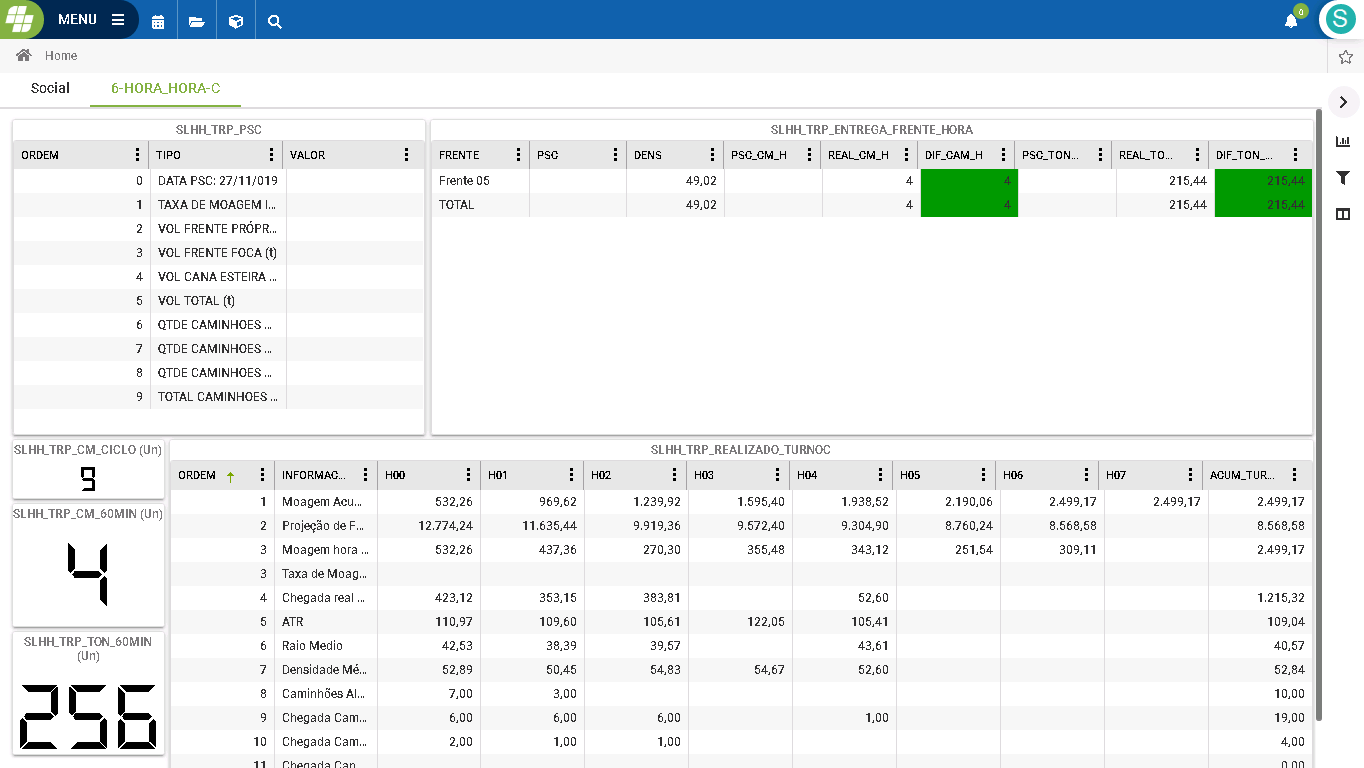 MENU
0
S
Home
Social 6-HORA_HORA-C
SLHH_TRP_PSC
ORDEM TIPO VALOR
0 DATA PSC: 27/11/019
1 TAXA DE MOAGEM I...
2 VOL FRENTE PRÓPR...
3 VOL FRENTE FOCA (t)
4 VOL CANA ESTEIRA ...
5 VOL TOTAL (t)
6 QTDE CAMINHOES ...
7 QTDE CAMINHOES ...
8 QTDE CAMINHOES ...
9 TOTAL CAMINHOES ...
SLHH_TRP_ENTREGA_FRENTE_HORA
FRENTE PSC DENS PSC_CM_H REAL_CM_H DIF_CAM_H PSC_TON... REAL_TO... DIF_TON_...
Frente 05 49,02 4 4 215,44 215,44
TOTAL 49,02 4 4 215,44 215,44
SLHH_TRP_CM_CICLO (Un)
9
SLHH_TRP_CM_60MIN (Un)
4
SLHH_TRP_TON_60MIN
(Un)
256
SLHH_TRP_REALIZADO_TURNOC
ORDEM INFORMAC... H00 H01 H02 H03 H04 H05 H06 H07 ACUM_TUR...
1 Moagem Acu... 532,26 969,62 1.239,92 1.595,40 1.938,52 2.190,06 2.499,17 2.499,17 2.499,17
2 Projeção de F... 12.774,24 11.635,44 9.919,36 9.572,40 9.304,90 8.760,24 8.568,58 8.568,58
3 Moagem hora ... 532,26 437,36 270,30 355,48 343,12 251,54 309,11 2.499,17
3 Taxa de Moag...
4 Chegada real ... 423,12 353,15 383,81 52,60 1.215,32
5 ATR 110,97 109,60 105,61 122,05 105,41 109,04
6 Raio Medio 42,53 38,39 39,57 43,61 40,57
7 Densidade Mé... 52,89 50,45 54,83 54,67 52,60 52,84
8 Caminhões Al... 7,00 3,00 10,00
9 Chegada Cam... 6,00 6,00 6,00 1,00 19,00
10 Chegada Cam... 2,00 1,00 1,00 4,00
11 Chegada Can... 0,00